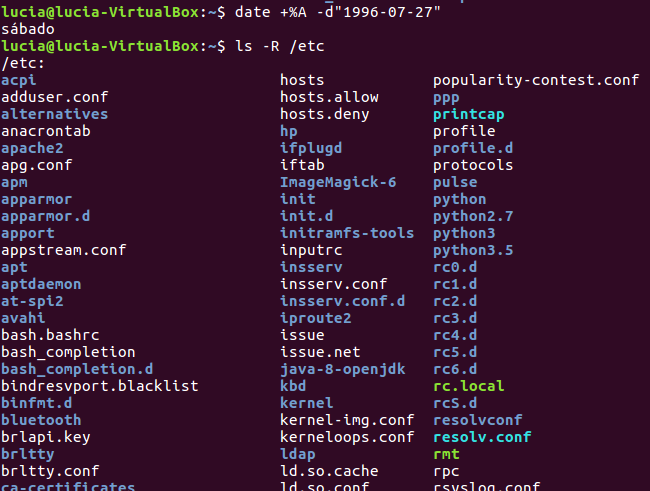 lucia@lucia-VirtualBox:~$ date +%A -d"1996-07-27"
sábado
lucia@lucia-VirtualBox:~$ ls -R /etc
/etc:
acpi hosts popularity-contest.conf
adduser.conf hosts.allow ppp
alternatives hosts.deny printcap
anacrontab hp profile
apache2 ifplugd profile.d
apg.conf iftab protocols
apm ImageMagick-6 pulse
apparmor init python
apparmor.d init.d python2.7
apport initramfs-tools python3
appstream.conf inputrc python3.5
apt insserv rc0.d
aptdaemon insserv.conf rc1.d
at-spi2 insserv.conf.d rc2.d
avahi iproute2 rc3.d
bash.bashrc issue rc4.d
bash_completion issue.net rc5.d
bash_completion.d java-8-openjdk rc6.d
bindresvport.blacklist kbd rc.local
binfmt.d kernel rcS.d
bluetooth kernel-img.conf resolvconf
brlapi.key kerneloops.conf resolv.conf
brltty ldap rmt
brltty.conf ld.so.cache rpc
ca-certificates ld.so.conf rsyslog.conf